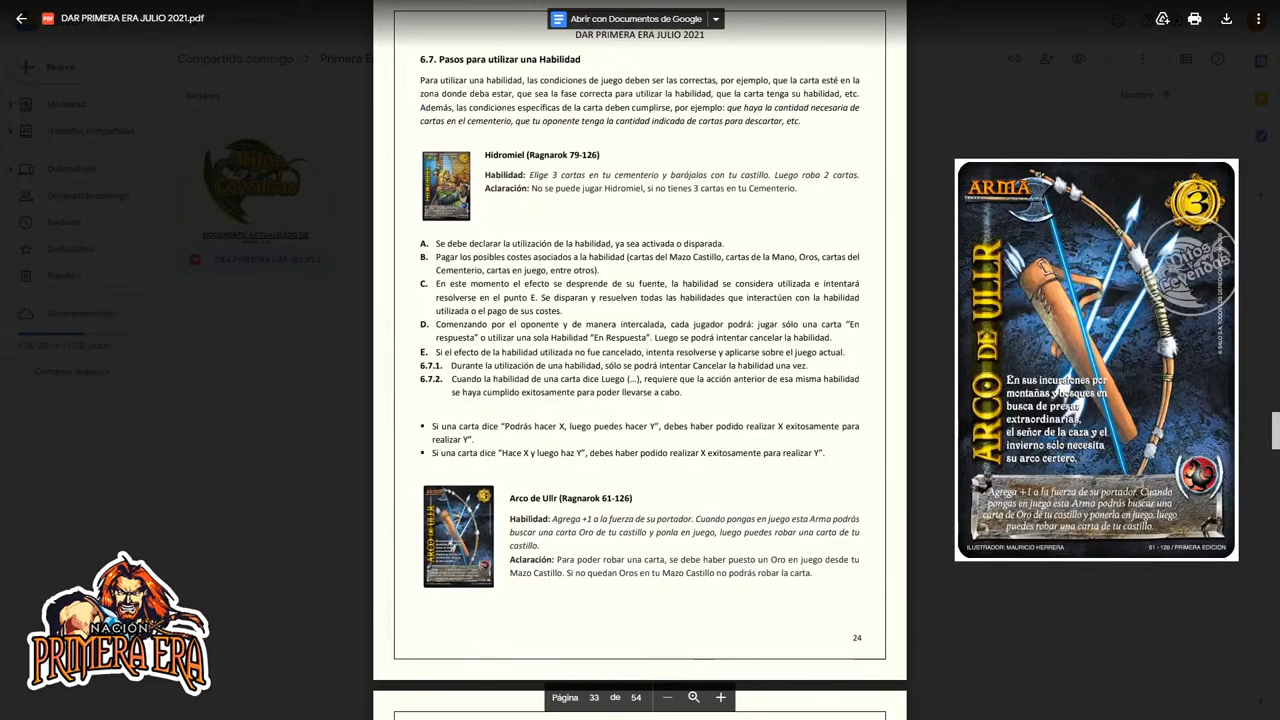 DAR PRIMERA ERA JULIO 2021.pdf
Abrir con Documentos de Google
DAR PRIMERA ERA JULIO 2021
Compartido conmigo
Nuevo
Mi unidad
Compartido conmigo
Reciente
Destacados
Papelera
Almacenamiento
Comprar espacio
Archivos
DOCUMENTO ACTUALIZADO DE
DAR PRIMERA ERA JULIO 2...
Nombre
6.7. Pasos para utilizar una Habilidad
Para utilizar una habilidad, las condiciones de juego deben ser las correctas, por ejemplo, que la carta esté en la
zona donde deba estar, que sea la fase correcta para utilizar la habilidad, que la carta tenga su habilidad, etc.
Además, las condiciones específicas de la carta deben cumplirse, por ejemplo: que haya la cantidad necesaria de
cartas en el cementerio, que tu oponente tenga la cantidad indicada de cartas para descartar, etc.
Hidromiel (Ragnarok 79-126)
Habilidad: Elige 3 cartas en tu cementerio y barájalas con tu castillo. Luego roba 2 cartas.
Aclaración: No se puede jugar Hidromiel, si no tienes 3 cartas en tu Cementerio.
A. Se debe declarar la utilización de la habilidad, ya sea activada o disparada.
B. Pagar los posibles costes asociados a la habilidad (cartas del Mazo Castillo, cartas de la Mano, Oros, cartas del
Cementerio, cartas en juego, entre otros).
C. En este momento el efecto se desprende de su fuente, la habilidad se considera utilizada e intentará
resolverse en el punto E. Se disparan y resuelven todas las habilidades que interactúen con la habilidad
utilizada o el pago de sus costes.
D. Comenzando por el oponente y de manera intercalada, cada jugador podrá: jugar sólo una carta “En
respuesta” o utilizar una sola Habilidad “En Respuesta”. Luego se podrá intentar cancelar la habilidad.
E. Si el efecto de la habilidad utilizada no fue cancelado, intenta resolverse y aplicarse sobre el juego actual.
6.7.1. Durante la utilización de una habilidad, sólo se podrá intentar Cancelar la habilidad una vez.
6.7.2. Cuando la habilidad de una carta dice Luego (…), requiere que la acción anterior de esa misma habilidad
se haya cumplido exitosamente para poder llevarse a cabo.
▪ Si una carta dice “Podrás hacer X, luego puedes hacer Y”, debes haber podido realizar X exitosamente para
realizar Y”.
▪ Si una carta dice “Hace X y luego haz Y”, debes haber podido realizar X exitosamente para realizar Y”.
Arco de Ullr (Ragnarok 61-126)
Habilidad: Agrega +1 a la fuerza de su portador. Cuando pongas en juego esta Arma podrás
buscar una carta Oro de tu castillo y ponla en juego, luego puedes robar una carta de tu
castillo.
Aclaración: Para poder robar una carta, se debe haber puesto un Oro en juego desde tu
Mazo Castillo. Si no quedan Oros en tu Mazo Castillo no podrás robar la carta.
24
Página 33 de 54
ARMA
3
ARCO DE ULLR
En sus incursiones por
montañas y bosques en
busca de presas
extraordinarias,
el señor de la caza y el
invierno sólo necesita
su arco certero.
Agrega +1 a la fuerza de su portador. Cuando
pongas en juego esta Arma podrás buscar una
carta de Oro de tu castillo y ponerla en juego, luego
puedes robar una carta de tu castillo.
ILUSTRADOR: MAURICIO HERRERA
61 - 126 / PRIMERA EDICIÓN
NACIÓN
PRIMERA ERA